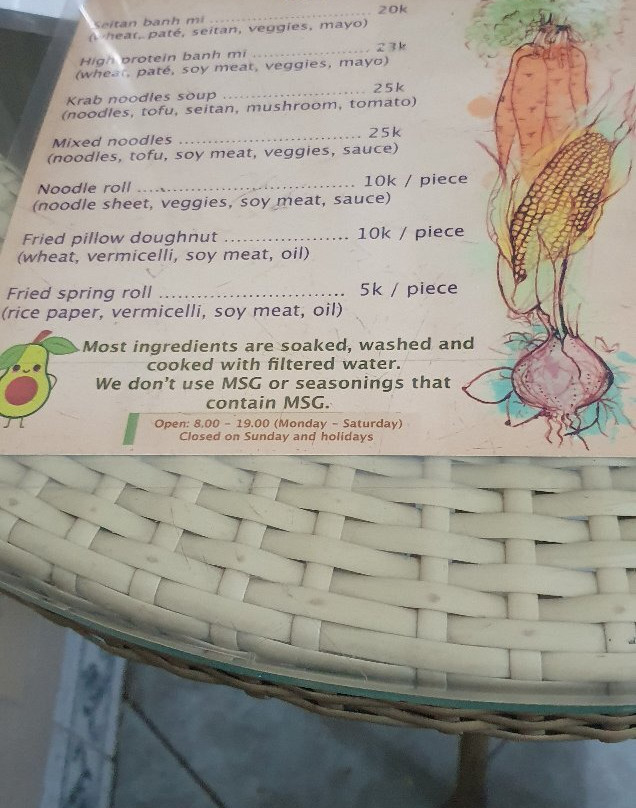 Seitan banh mi ........................ 20k
(wheat, paté, seitan, veggies, mayo)
High protein banh mi .................. 23k
(wheat, paté, soy meat, veggies, mayo)
Krab noodles soup ..................... 25k
(noodles, tofu, seitan, mushroom, tomato)
Mixed noodles ............................ 25k
(noodles, tofu, soy meat, veggies, sauce)
Noodle roll ................................. 10k / piece
(noodle sheet, veggies, soy meat, sauce)
Fried pillow doughnut ................... 10k / piece
(wheat, vermicelli, soy meat, oil)
Fried spring roll ............................ 5k / piece
(rice paper, vermicelli, soy meat, oil)
Most ingredients are soaked, washed and
cooked with filtered water.
We don't use MSG or seasonings that
contain MSG.
Open: 8.00 - 19.00 (Monday - Saturday)
Closed on Sunday and holidays